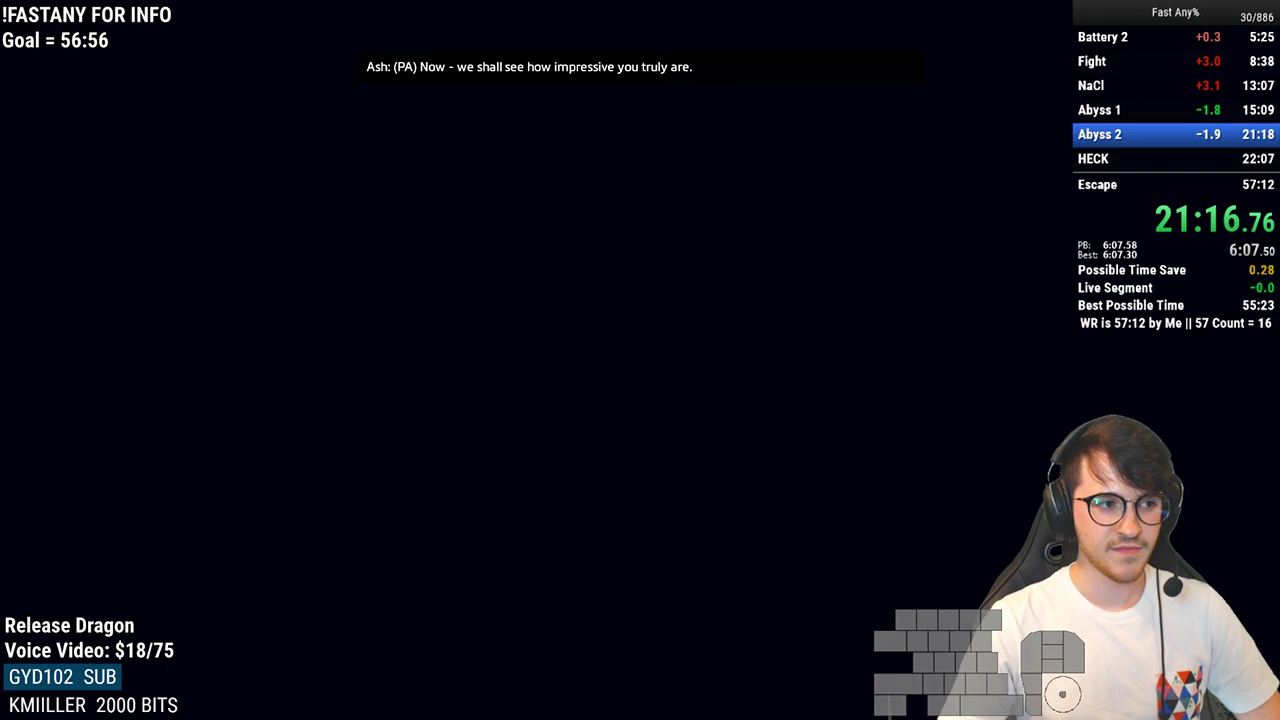 !FASTANY FOR INFO
Goal = 56:56
Ash: (PA) Now - we shall see how impressive you truly are.
Fast Any% 30/886
Battery 2 +0.3 5:25
Fight +3.0 8:38
NaCl +3.1 13:07
Abyss 1 −1.8 15:09
Abyss 2 −1.9 21:18
HECK 22:07
Escape 57:12
21:16.76
PB: 6:07.58
Best: 6:07.30
6:07.50
Possible Time Save 0.28
Live Segment −0.0
Best Possible Time 55:23
WR is 57:12 by Me || 57 Count = 16
Release Dragon
Voice Video: $18/75
GYD102 SUB
KMIILLER 2000 BITS